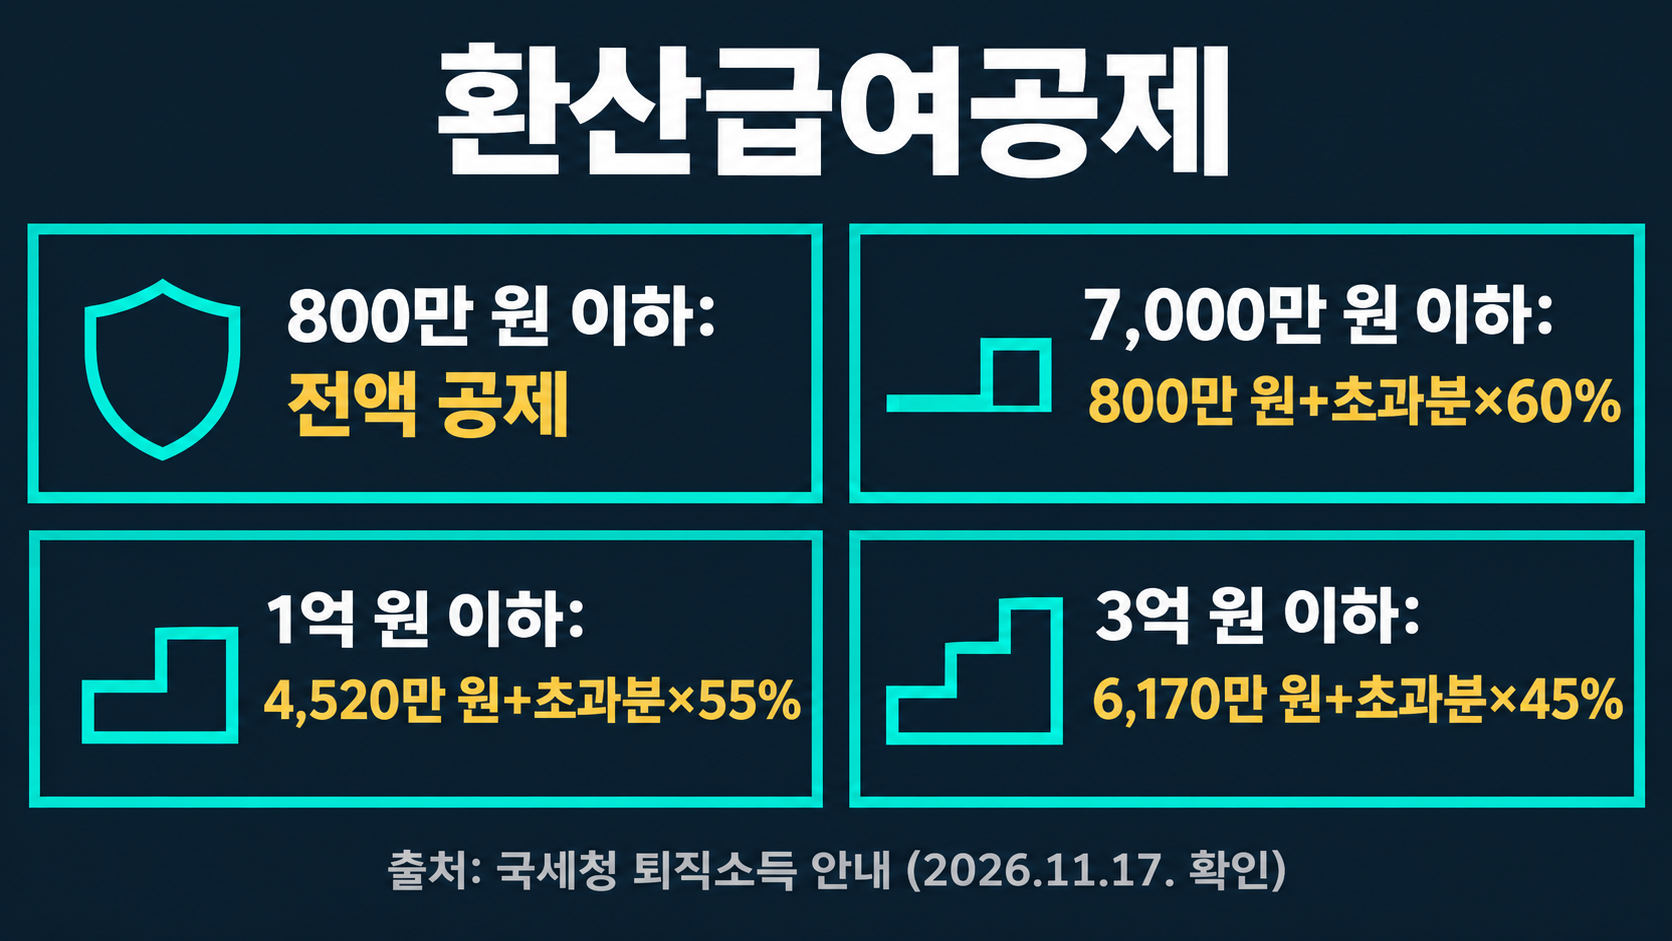 환산급여공제
800만 원 이하:
전액 공제
7,000만 원 이하:
800만 원+초과분×60%
1억 원 이하:
4,520만 원+초과분×55%
3억 원 이하:
6,170만 원+초과분×45%
출처: 국세청 퇴직소득 안내 (2026.11.17. 확인)